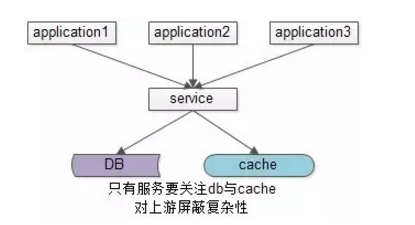 application1
application2
application3
service
DB
cache
只有服务要关注db与cache
对上游屏蔽复杂性